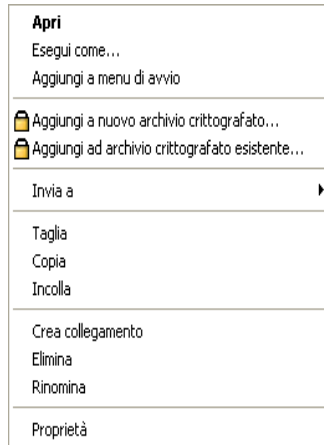 Apri
Esegui come...
Aggiungi a menu di avvio
Aggiungi a nuovo archivio crittografato...
Aggiungi ad archivio crittografato esistente...
Invia a
Taglia
Copia
Incolla
Crea collegamento
Elimina
Rinomina
Proprietà